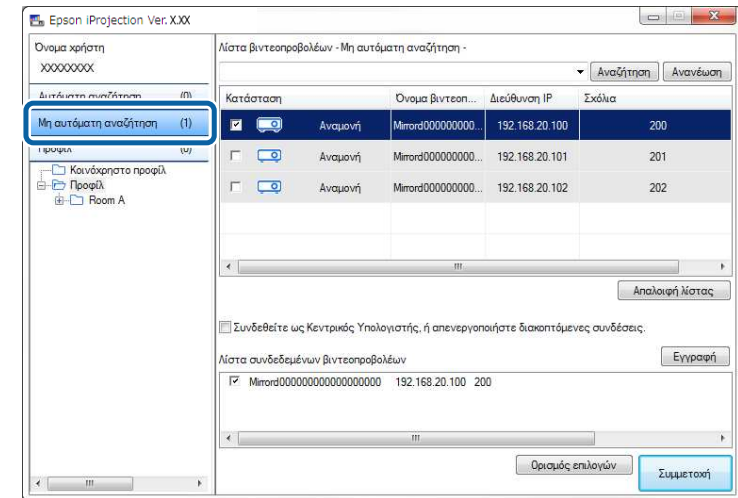 Epson iProjection Ver. X.XX
Όνομα χρήστη
XXXXXXXX
Αυτόματη αναζήτηση (0)
Μη αυτόματη αναζήτηση (1)
Προφίλ (0)
Κοινόχρηστο προφίλ
Προφίλ
Room A
Λίστα βιντεοπροβολέων - Μη αυτόματη αναζήτηση -
Αναζήτηση Ανανέωση
Κατάσταση Όνομα βιντεοπ... Διεύθυνση IP Σχόλια
Αναμονή Mirrord000000000... 192.168.20.100 200
Αναμονή Mirrord000000000... 192.168.20.101 201
Αναμονή Mirrord000000000... 192.168.20.102 202
Απαλοιφή λίστας
Συνδεθείτε ως Κεντρικός Υπολογιστής, ή απενεργοποιήστε διακοπτόμενες συνδέσεις.
Λίστα συνδεδεμένων βιντεοπροβολέων Εγγραφή
Mirrord000000000000000000 192.168.20.100 200
Ορισμός επιλογών Συμμετοχή